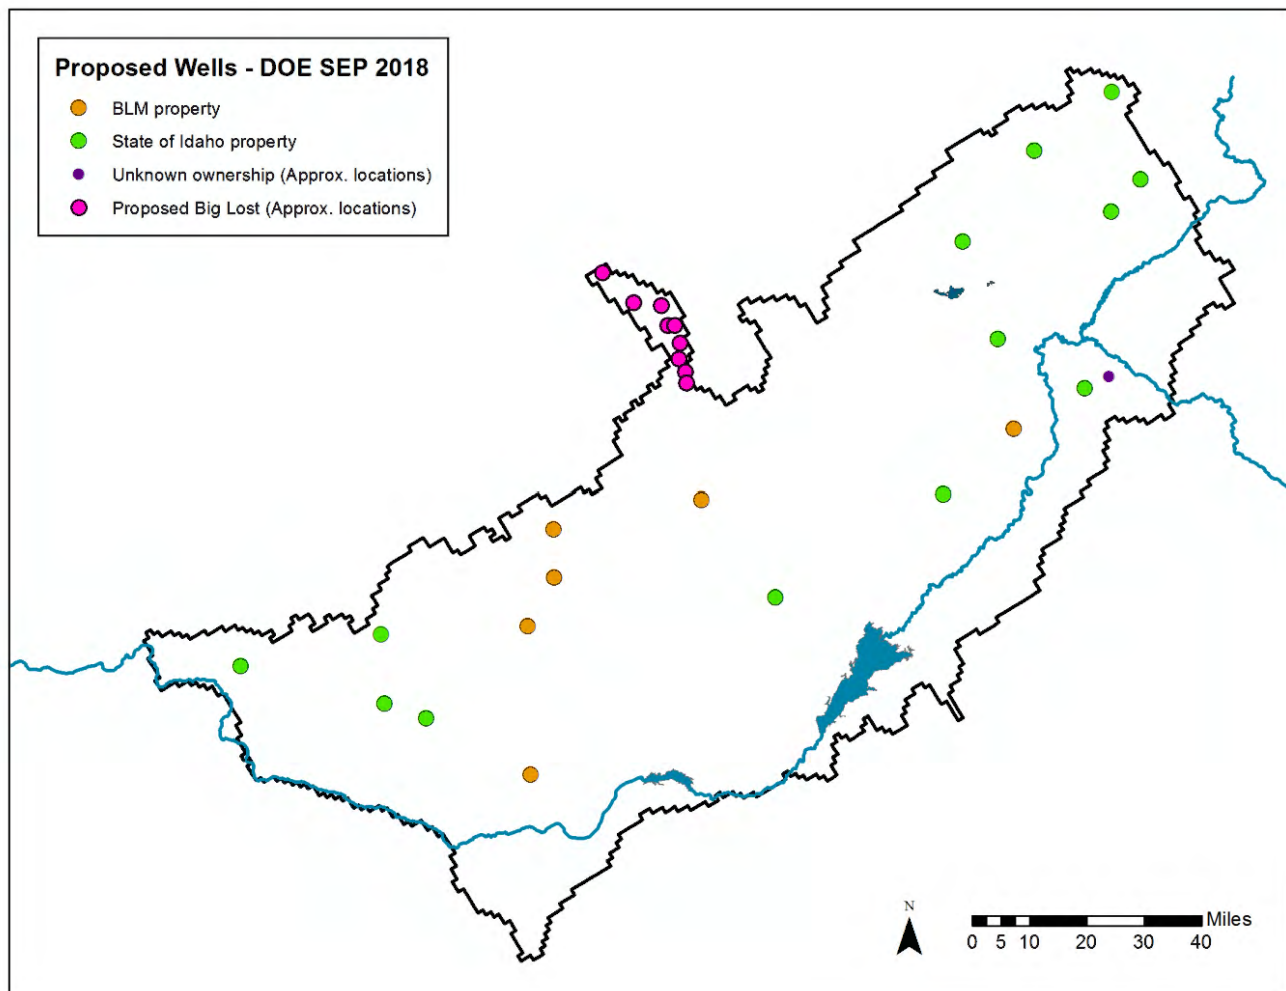 Proposed Wells - DOE SEP 2018
BLM property
State of Idaho property
Unknown ownership (Approx. locations)
Proposed Big Lost (Approx. locations)
N
Miles
0 5 10 20 30 40